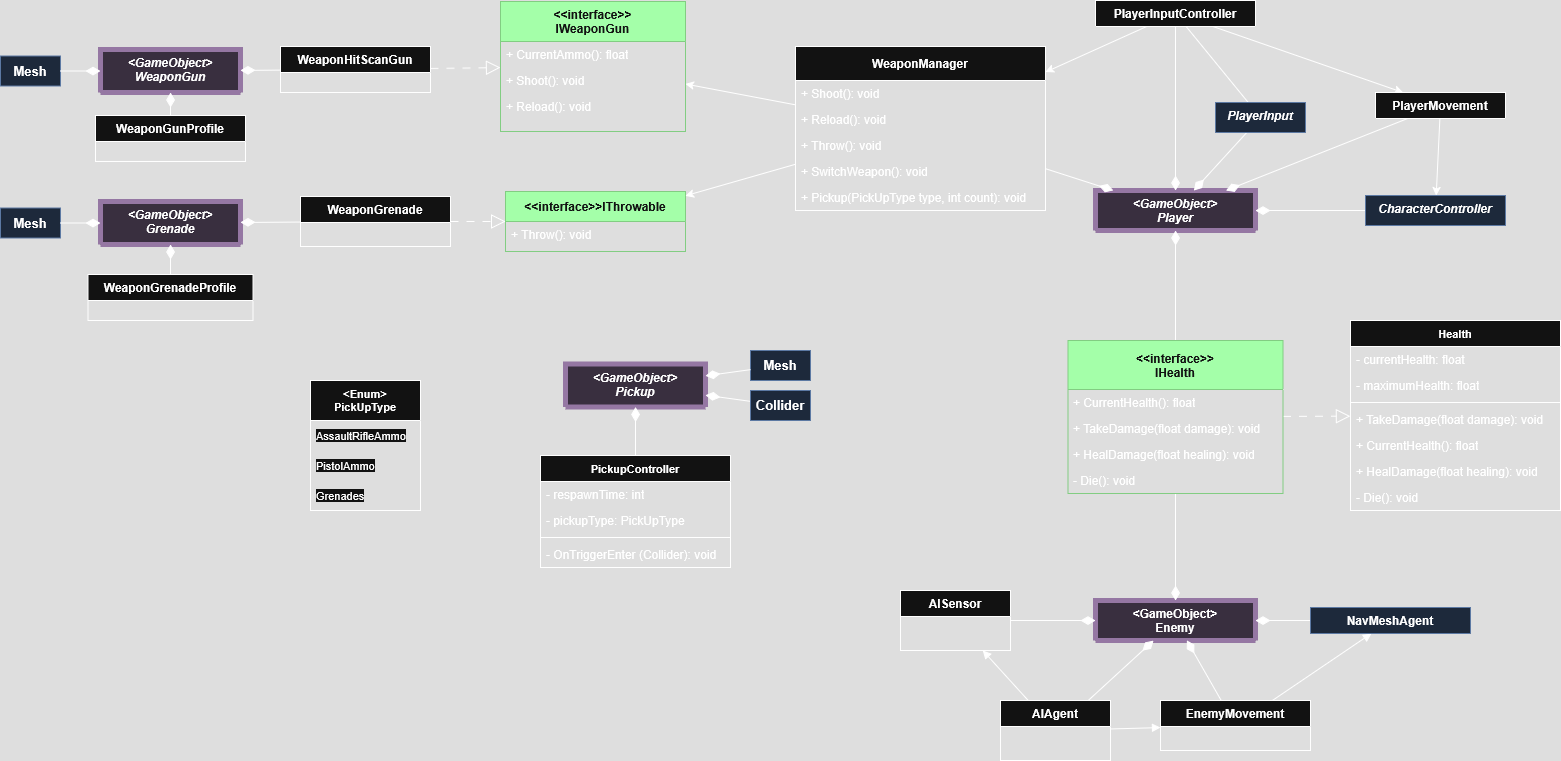 Mesh
<GameObject>
WeaponGun
WeaponHitScanGun
WeaponGunProfile
<<interface>>
IWeaponGun
+ CurrentAmmo(): float
+ Shoot(): void
+ Reload(): void
Mesh
<GameObject>
Grenade
WeaponGrenade
WeaponGrenadeProfile
<<interface>>IThrowable
+ Throw(): void
WeaponManager
+ Shoot(): void
+ Reload(): void
+ Throw(): void
+ SwitchWeapon(): void
+ Pickup(PickUpType type, int count): void
PlayerInputController
PlayerInput
PlayerMovement
<GameObject>
Player
CharacterController
<Enum>
PickUpType
AssaultRifleAmmo
PistolAmmo
Grenades
<GameObject>
Pickup
Mesh
Collider
PickupController
- respawnTime: int
- pickupType: PickUpType
- OnTriggerEnter (Collider): void
<<interface>>
IHealth
+ CurrentHealth(): float
+ TakeDamage(float damage): void
+ HealDamage(float healing): void
- Die(): void
Health
- currentHealth: float
- maximumHealth: float
+ TakeDamage(float damage): void
+ CurrentHealth(): float
+ HealDamage(float healing): void
- Die(): void
AISensor
<GameObject>
Enemy
NavMeshAgent
AIAgent
EnemyMovement